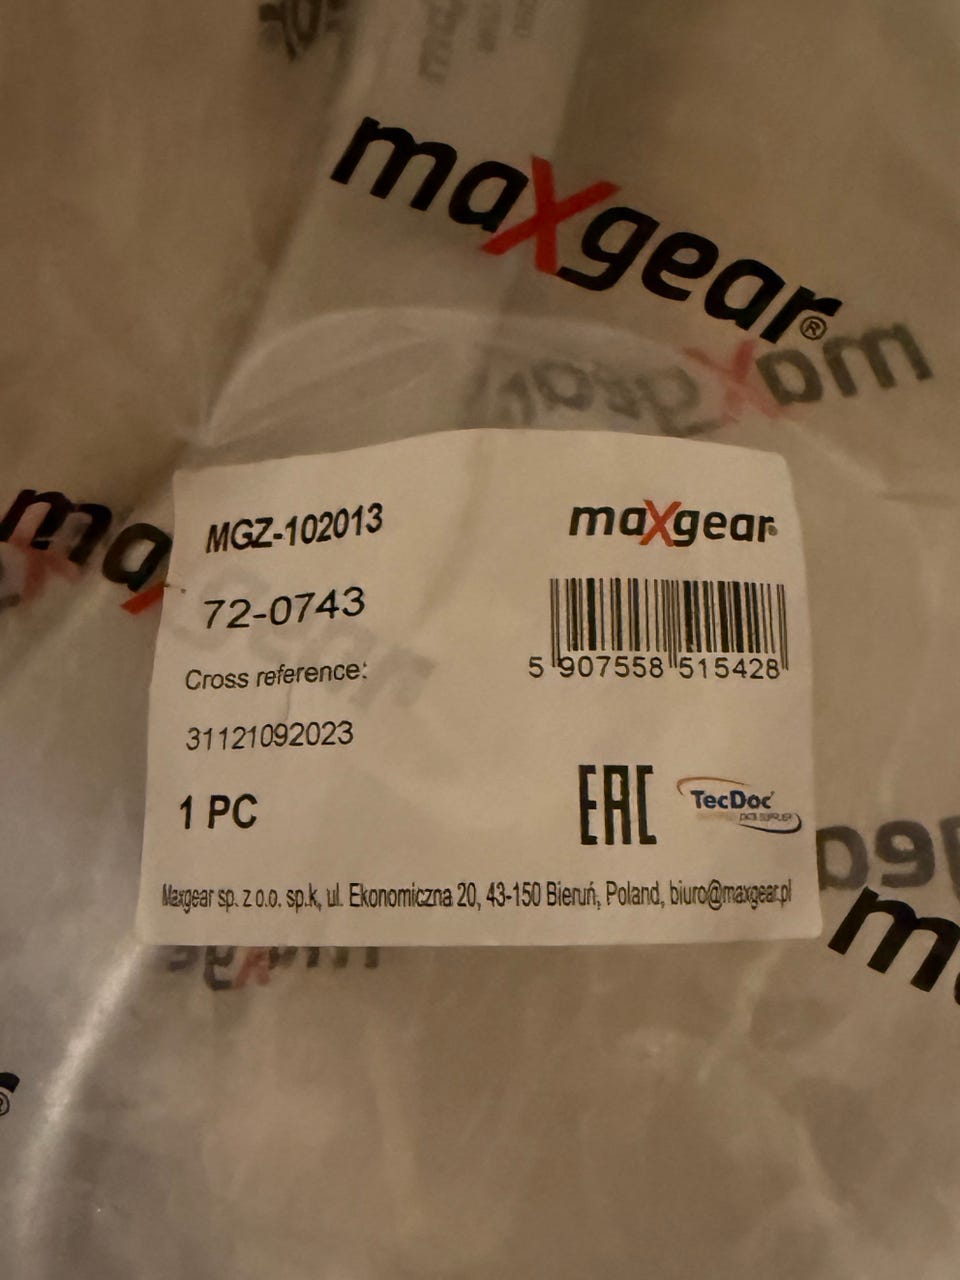 maxgear®
MGZ-102013
maxgear®
72-0743
5 907558 515428
Cross reference:
31121092023
1 PC
EAC
TecDoc
Maxgear sp. z o.o. sp.k, ul. Ekonomiczna 20, 43-150 Bieruń, Poland, biuro@maxgear.pl